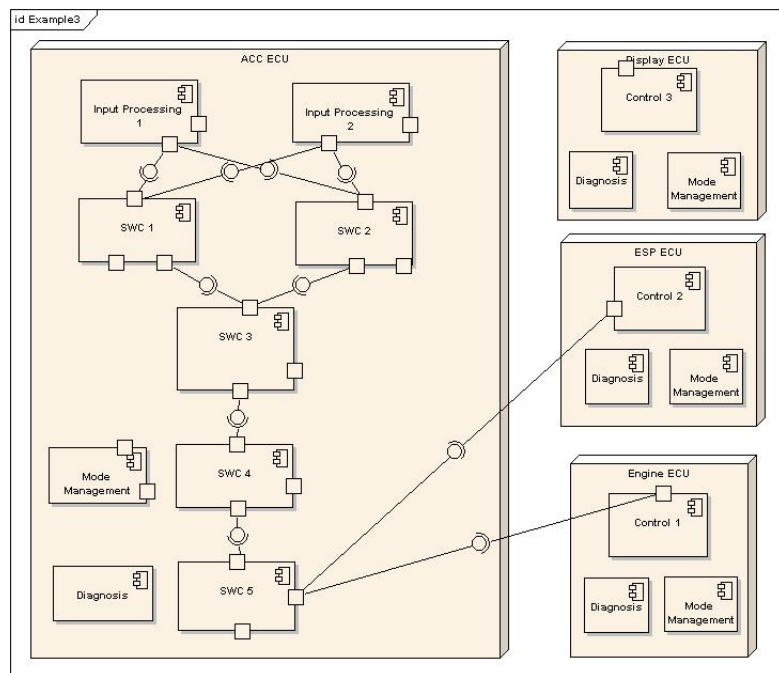 id Example3
ACC ECU
Input Processing
1
Input Processing
2
SWC 1
SWC 2
SWC 3
Mode
Management
SWC 4
Diagnosis
SWC 5
Display ECU
Control 3
Diagnosis
Mode
Management
ESP ECU
Control 2
Diagnosis
Mode
Management
Engine ECU
Control 1
Diagnosis
Mode
Management